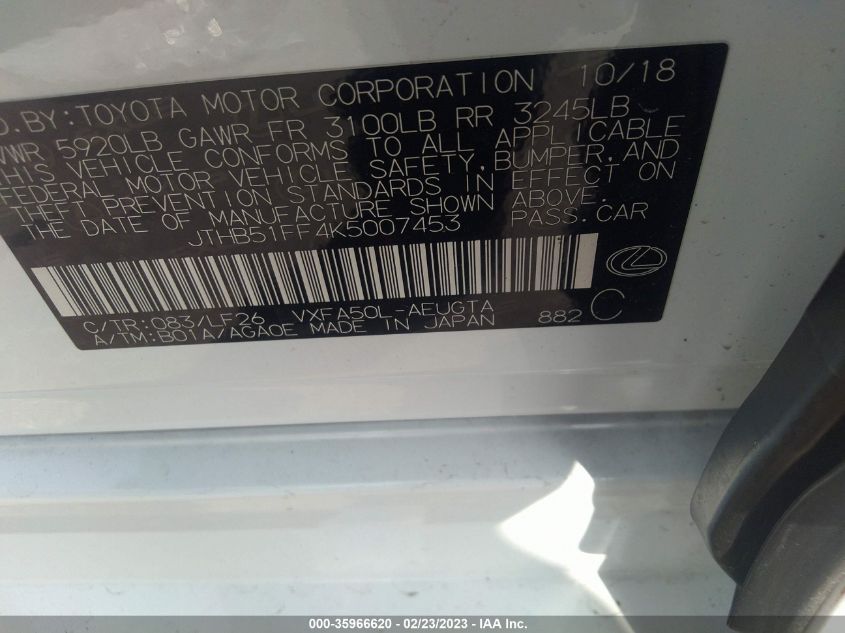 D.BY:TOYOTA MOTOR CORPORATION 10/18
VWR 5920LB GAWR FR 3100LB RR 3245LB
THIS VEHICLE CONFORMS TO ALL APPLICABLE
FEDERAL MOTOR VEHICLE SAFETY,BUMPER,AND
THEFT PREVENTION STANDARDS IN EFFECT ON
THE DATE OF MANUFACTURE SHOWN ABOVE.
JTHB51FF4K5007453 PASS.CAR
C/TR:083/LF26 VXFA50L-AEUGTA
A/TM:B01A/AGA0E MADE IN JAPAN 882 C
000-35966620 - 02/23/2023 - IAA Inc.